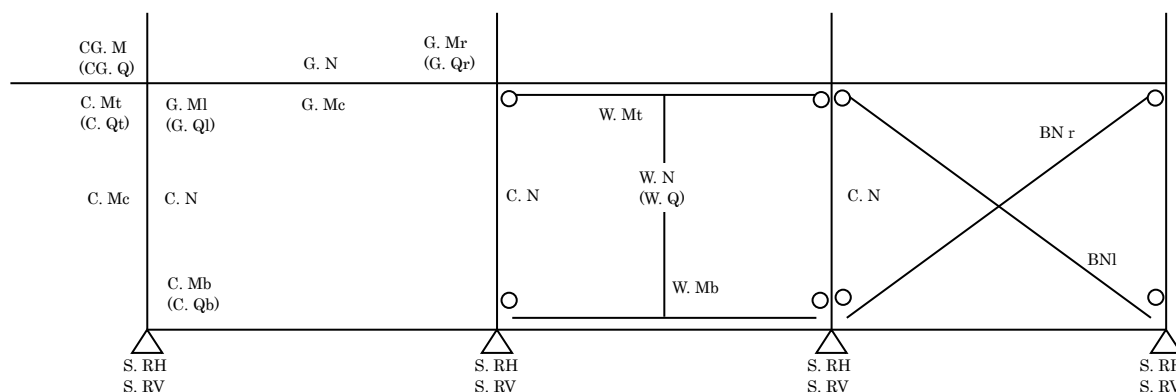 CG. M
(CG. Q)
G. N
G. Mr
(G. Qr)
C. Mt
(C. Qt)
G. Ml
(G. Ql)
G. Mc
W. Mt
BN r
C. Mc
C. N
C. N
W. N
(W. Q)
C. N
C. Mb
(C. Qb)
W. Mb
BNl
S. RH
S. RV
S. RH
S. RV
S. RH
S. RV
S. RH
S. RV